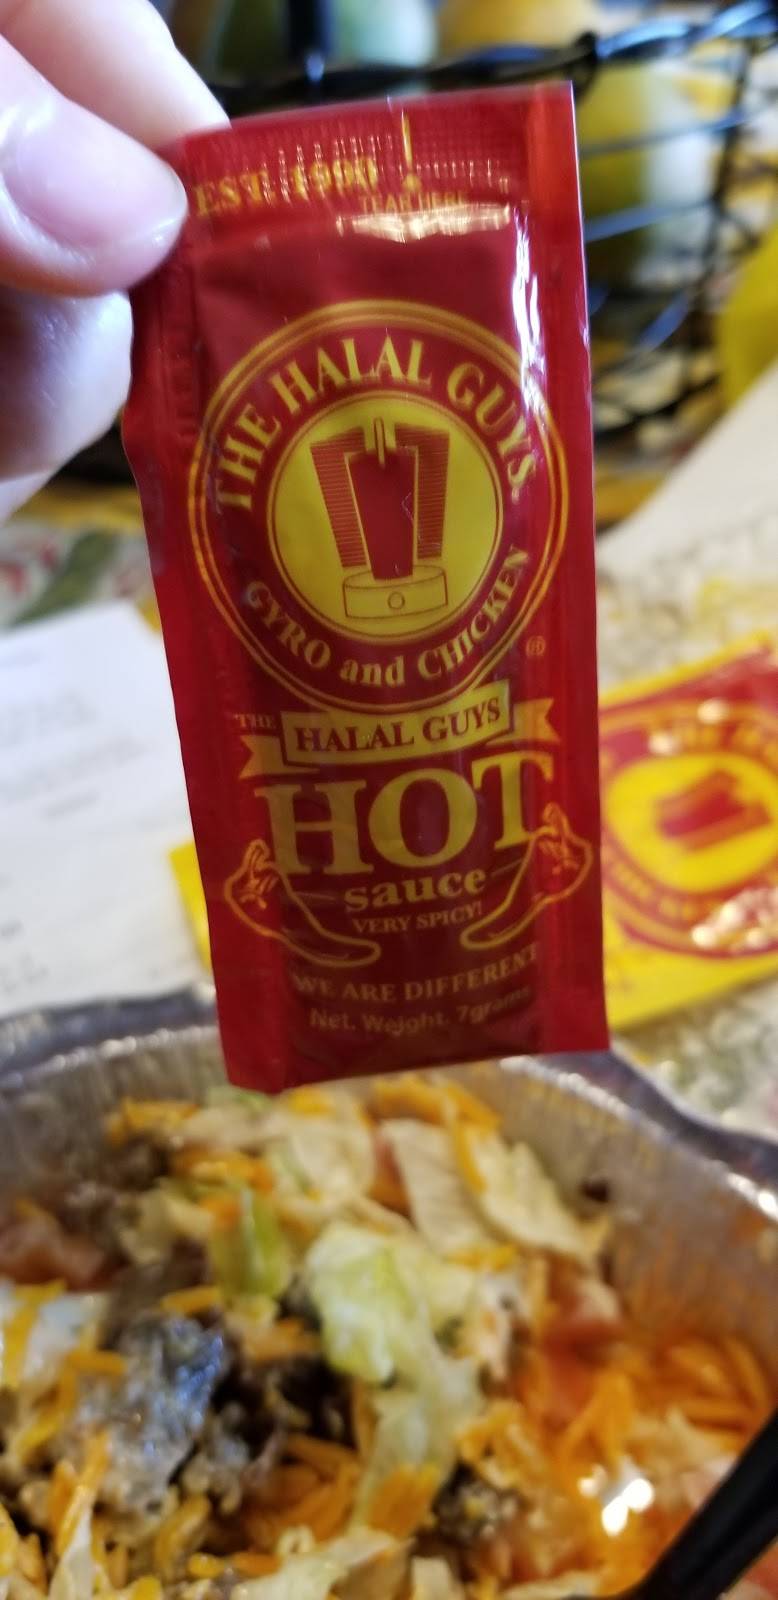 EST. 1990
TEAR HERE
THE HALAL GUYS.
GYRO and CHICKEN
®
THE
HALAL GUYS
HOT
sauce
VERY SPICY!
WE ARE DIFFERENT
Net. Weight. 7grams